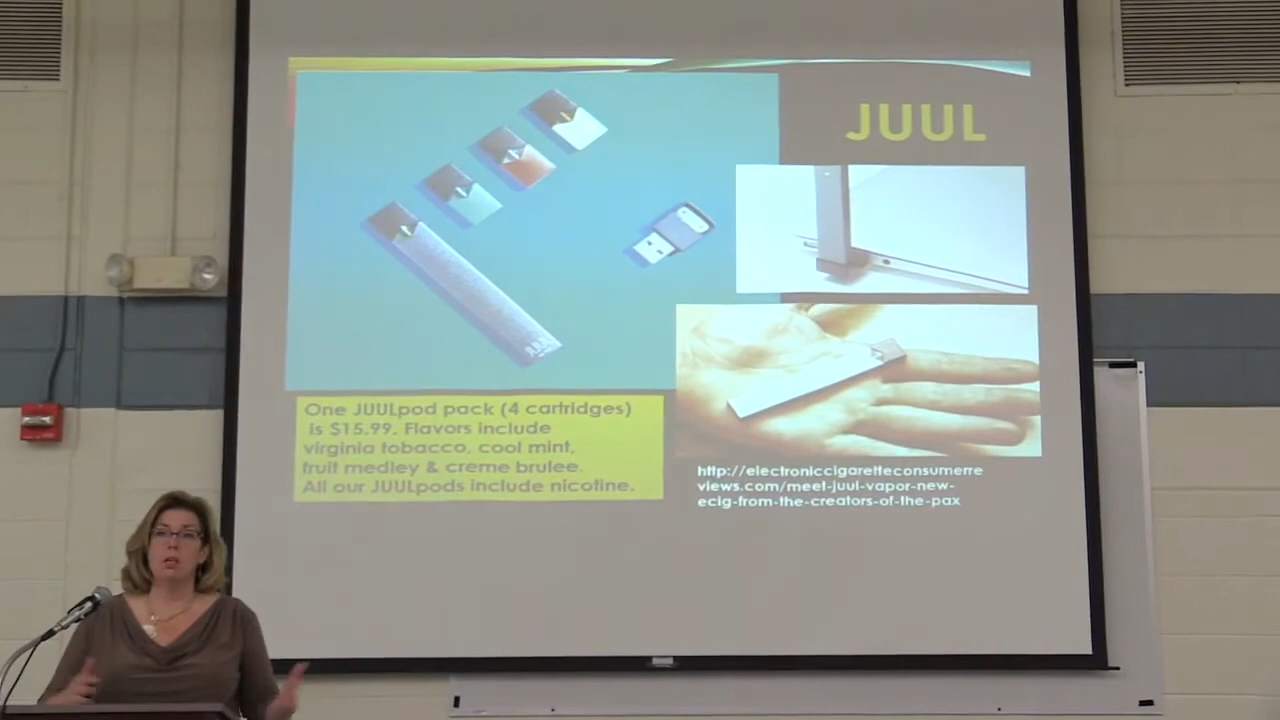 JUUL
One JUULpod pack (4 cartridges)
is $15.99. Flavors include
virginia tobacco, cool mint,
fruit medley & creme brulee.
All our JUULpods include nicotine.
http://electroniccigaretteconsumerre
views.com/meet-juul-vapor-new-
ecig-from-the-creators-of-the-pax